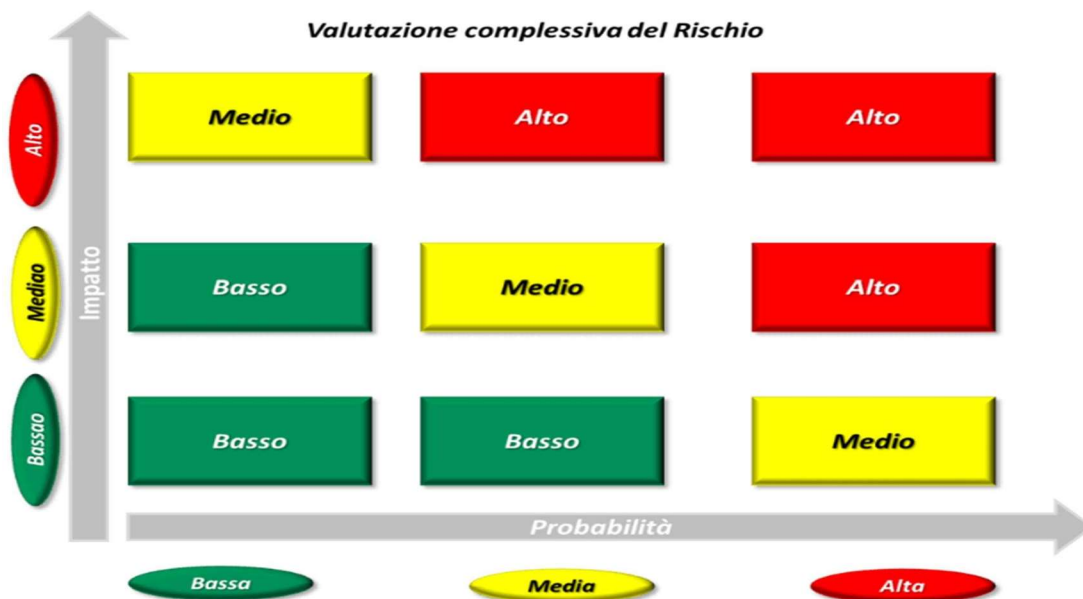 Valutazione complessiva del Rischio
Alto
Medio
Alto
Alto
Impatto
Mediao
Basso
Medio
Alto
Bassao
Basso
Basso
Medio
Probabilità
Bassa
Media
Alta